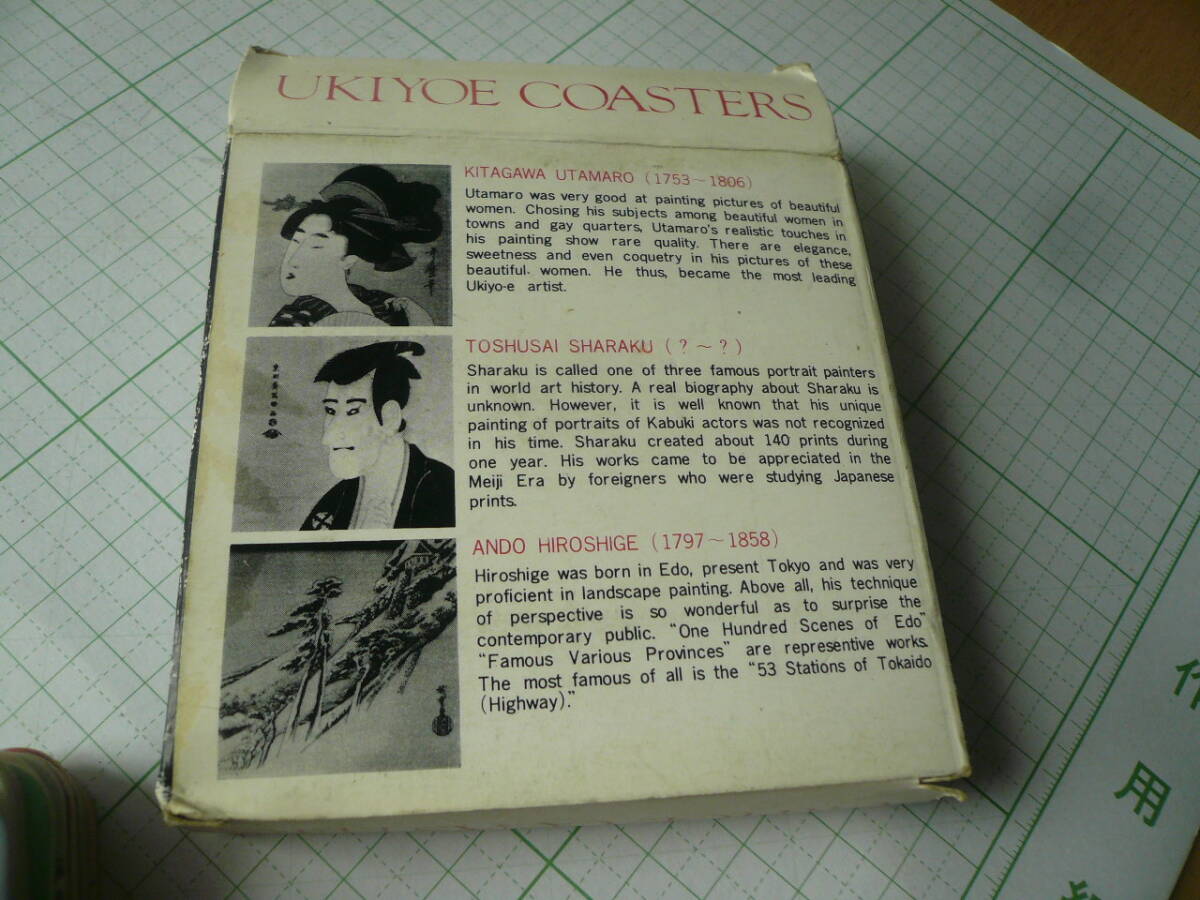 UKIYOE COASTERS
KITAGAWA UTAMARO (1753～1806)
Utamaro was very good at painting pictures of beautiful
women. Chosing his subjects among beautiful women in
towns and gay quarters, Utamaro's realistic touches in
his painting show rare quality. There are elegance,
sweetness and even coquetry in his pictures of these
beautiful. women. He thus, became the most leading
Ukiyo-e artist.
TOSHUSAI SHARAKU (?～?)
Sharaku is called one of three famous portrait painters
in world art history. A real biography about Sharaku is
unknown. However, it is well known that his unique
painting of portraits of Kabuki actors was not recognized
in his time. Sharaku created about 140 prints during
one year. His works came to be appreciated in the
Meiji Era by foreigners who were studying Japanese
prints.
ANDO HIROSHIGE (1797～1858)
Hiroshige was born in Edo, present Tokyo and was very
proficient in landscape painting. Above all, his technique
of perspective is so wonderful as to surprise the
contemporary public. "One Hundred Scenes of Edo"
"Famous Various Provinces" are representive works.
The most famous of all is the "53 Stations of Tokaido
(Highway)."
作
用